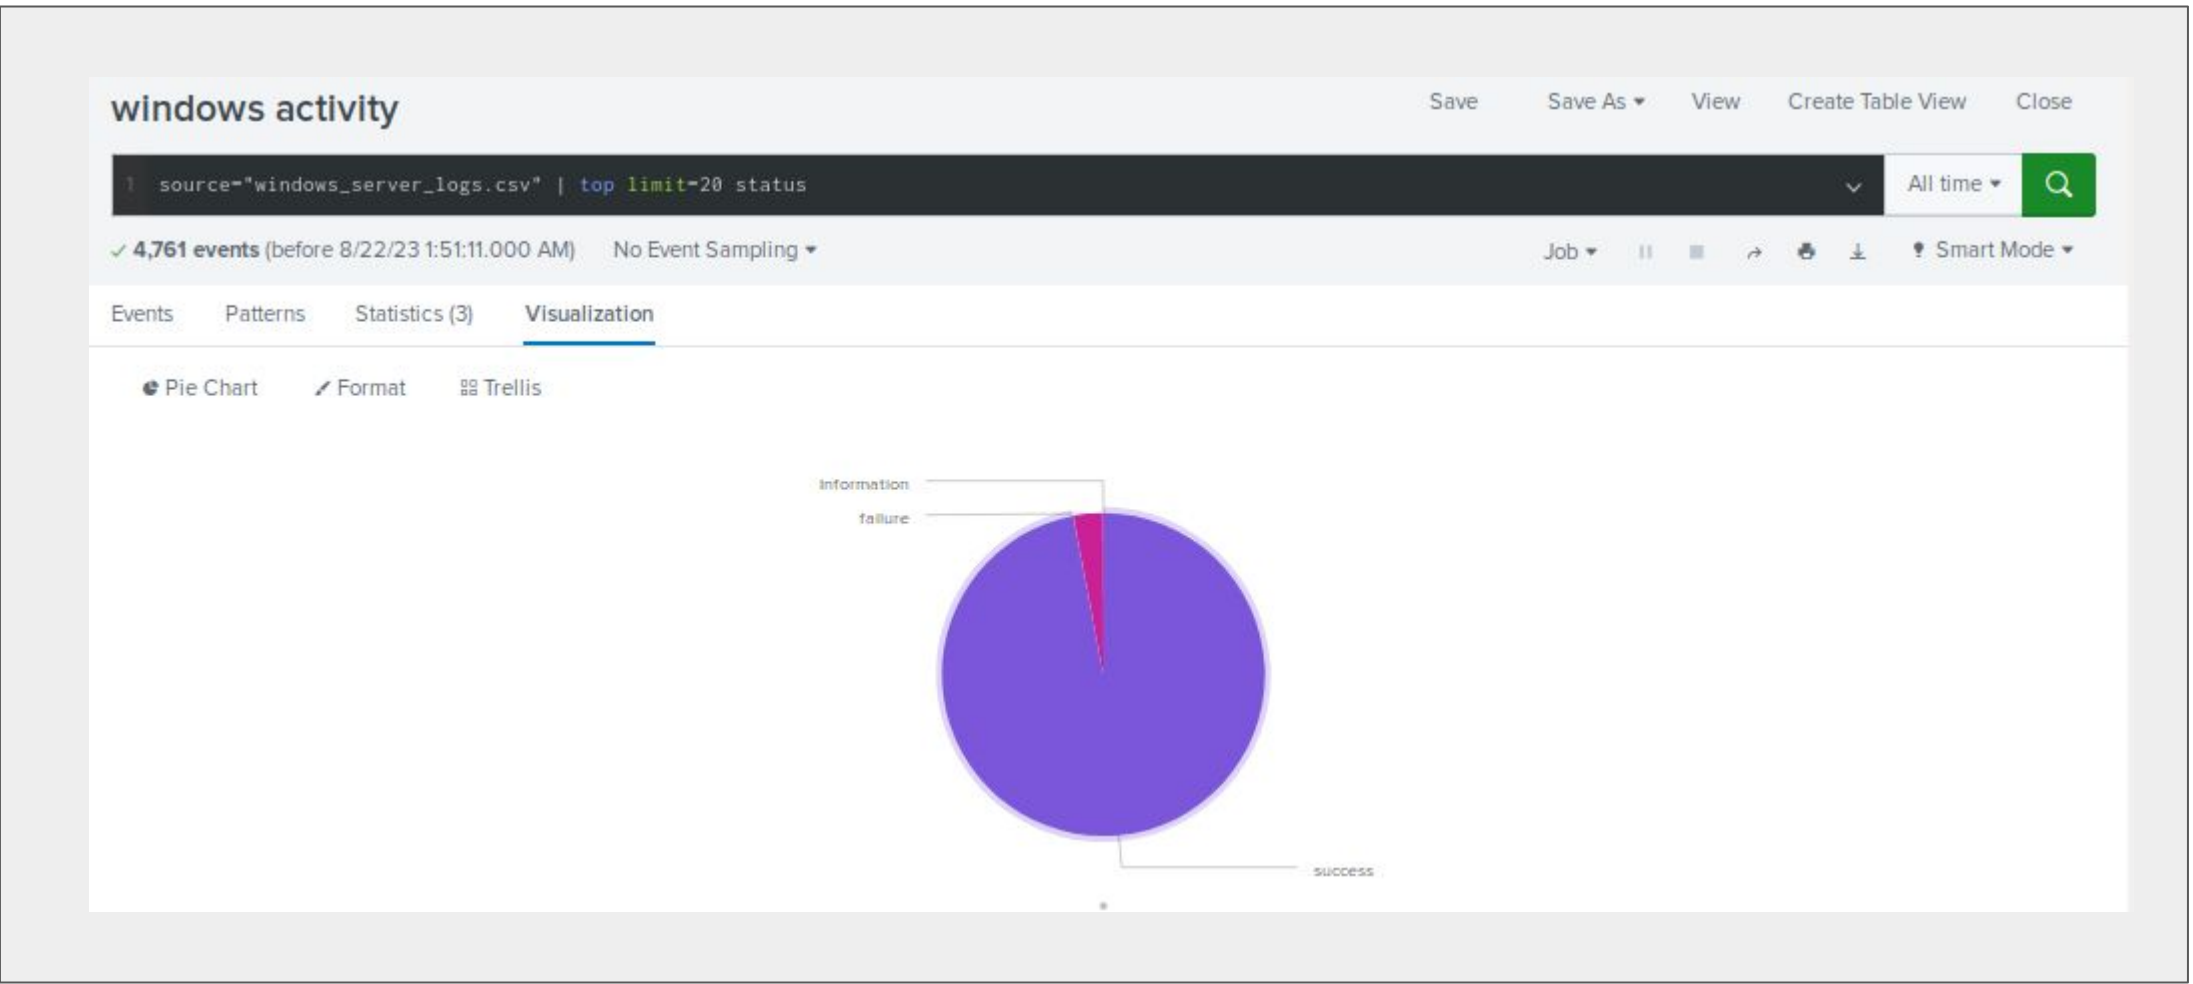 windows activity
Save Save As View Create Table View Close
1 source="windows_server_logs.csv" | top limit=20 status
All time
4,761 events (before 8/22/23 1:51:11.000 AM) No Event Sampling
Job Smart Mode
Events Patterns Statistics (3) Visualization
Pie Chart Format Trellis
Information
failure
success